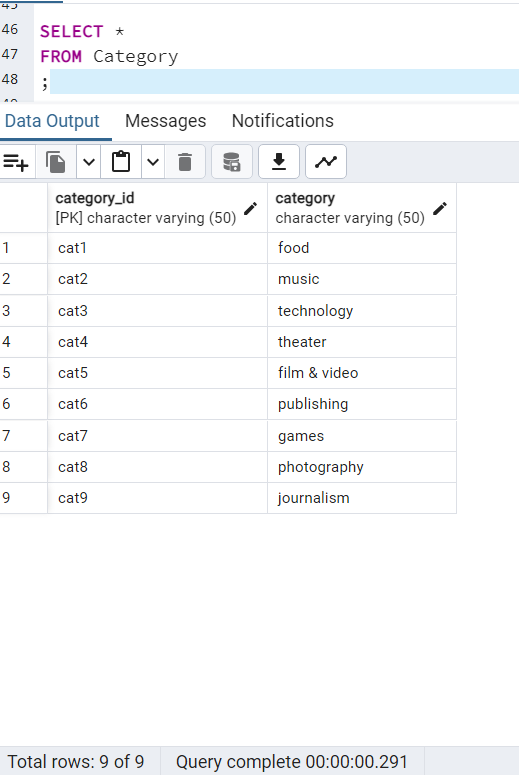 46 SELECT *
47 FROM Category
48 ;
Data Output Messages Notifications
category_id category
[PK] character varying (50) character varying (50)
1 cat1 food
2 cat2 music
3 cat3 technology
4 cat4 theater
5 cat5 film & video
6 cat6 publishing
7 cat7 games
8 cat8 photography
9 cat9 journalism
Total rows: 9 of 9 Query complete 00:00:00.291